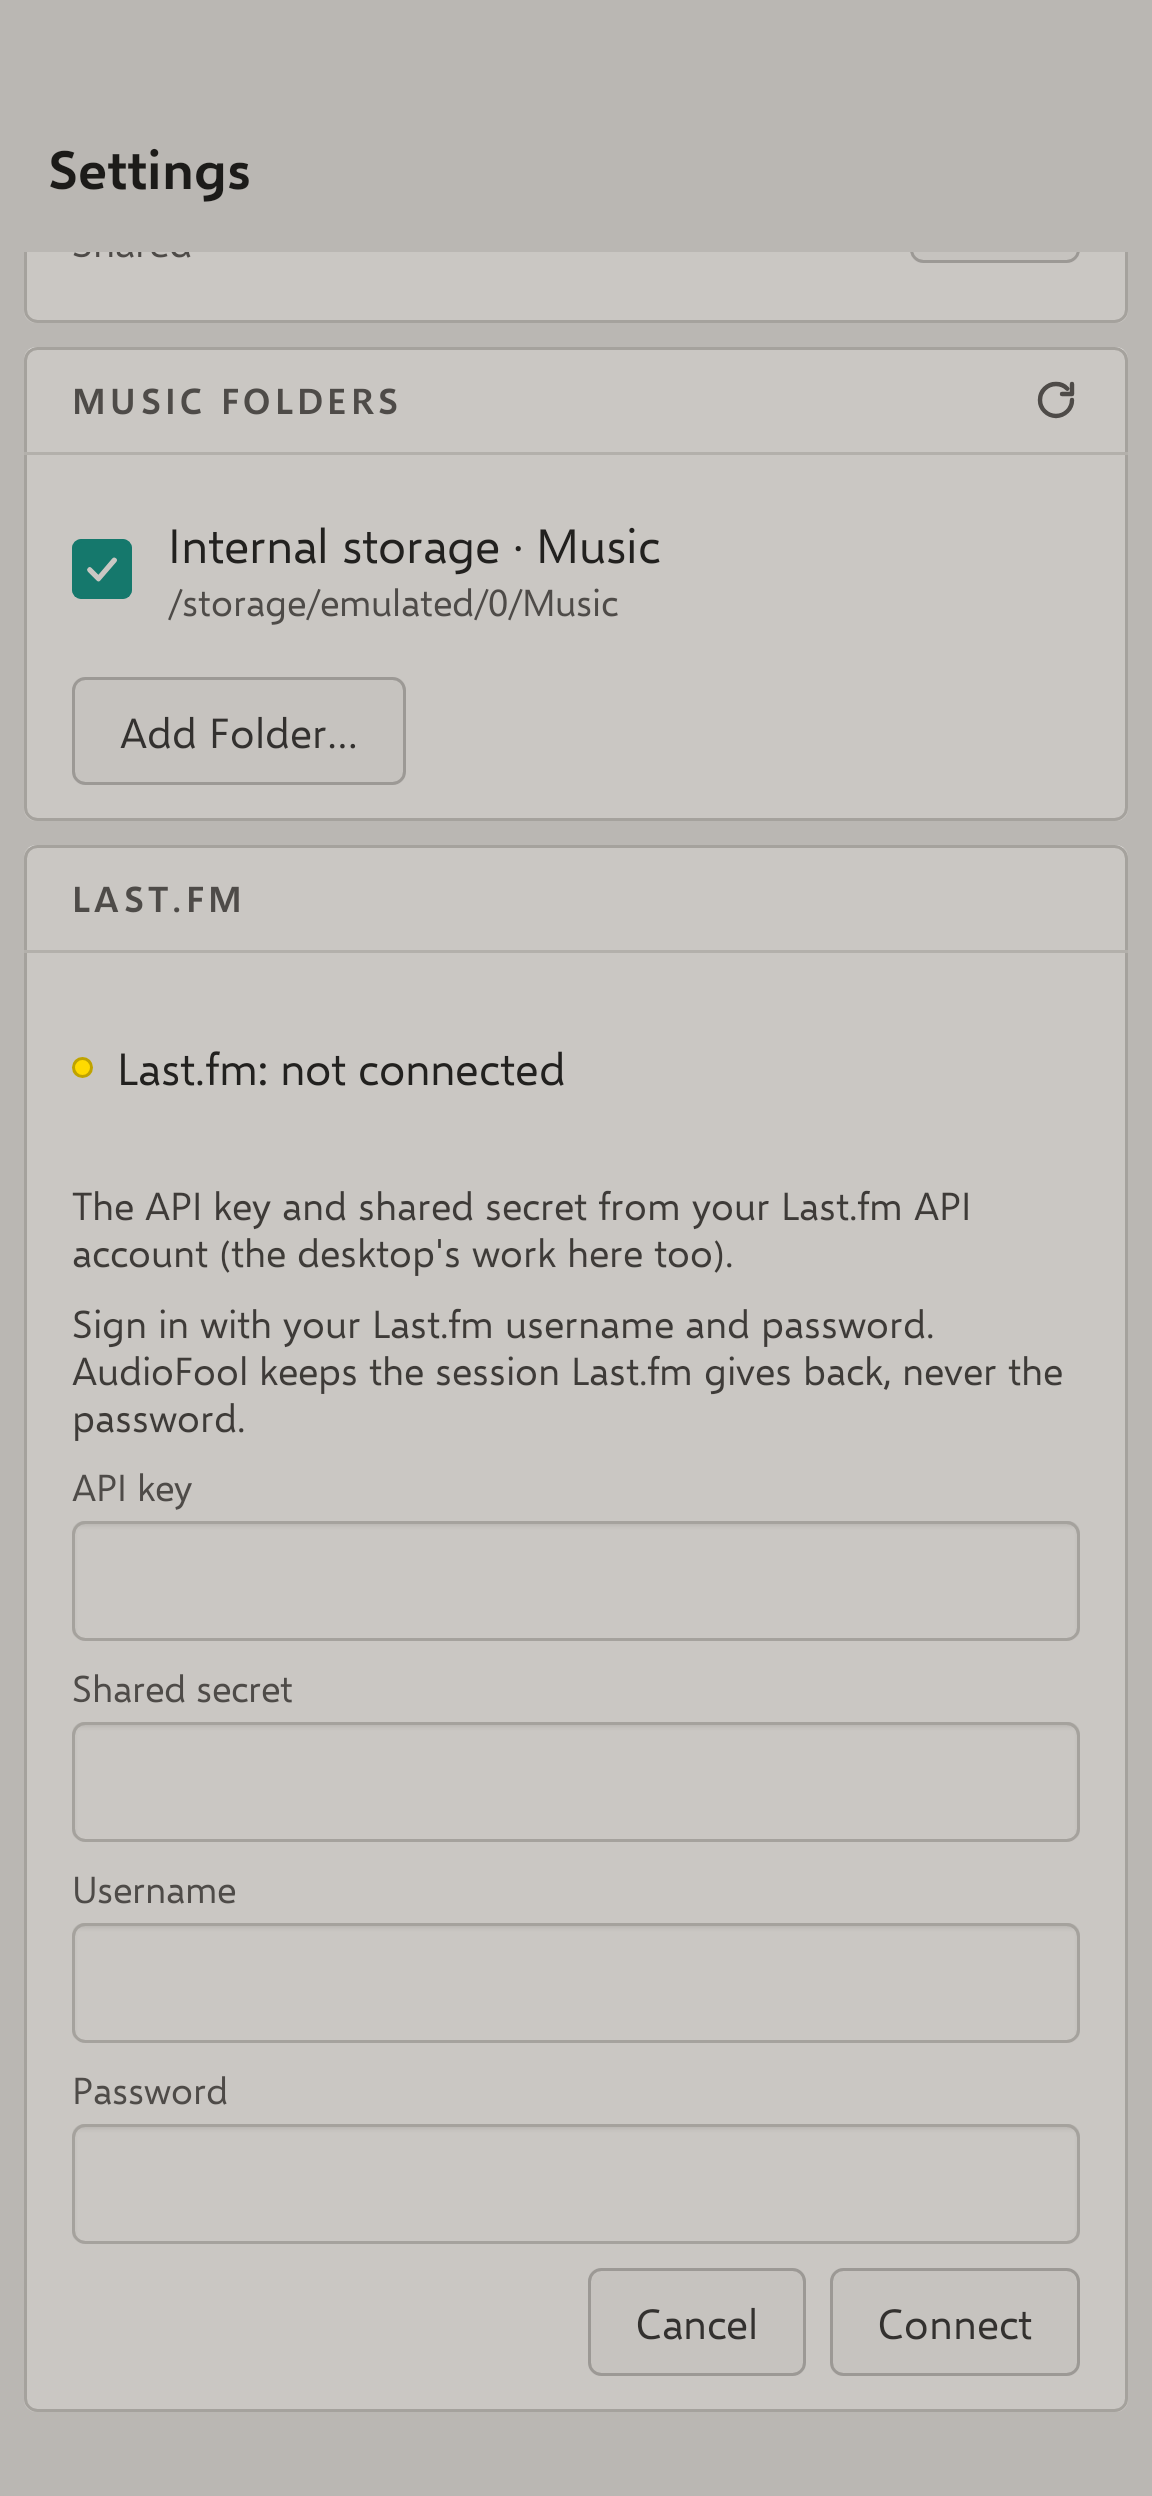 Settings
Shared
MUSIC FOLDERS
Internal storage · Music
/storage/emulated/0/Music
Add Folder...
LAST.FM
Last.fm: not connected
The API key and shared secret from your Last.fm API
account (the desktop's work here too).
Sign in with your Last.fm username and password.
AudioFool keeps the session Last.fm gives back, never the
password.
API key
Shared secret
Username
Password
Cancel
Connect